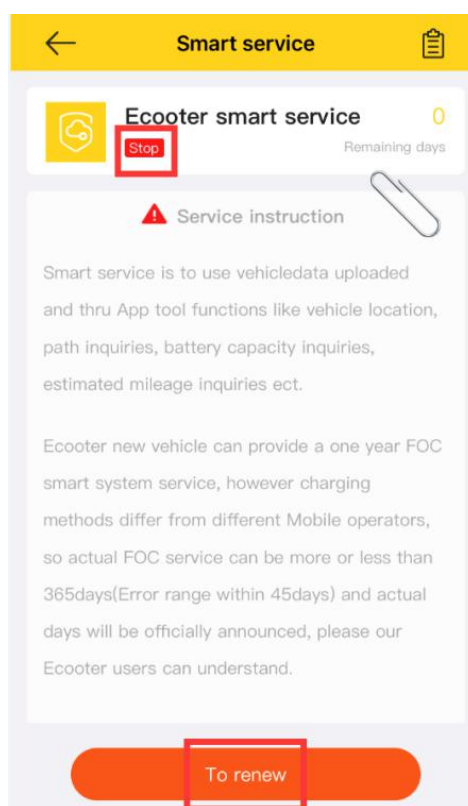 Smart service
Ecooter smart service
0
Stop
Remaining days
Service instruction
Smart service is to use vehicledata uploaded
and thru App tool functions like vehicle location,
path inquiries, battery capacity inquiries,
estimated mileage inquiries ect.
Ecooter new vehicle can provide a one year FOC
smart system service, however charging
methods differ from different Mobile operators,
so actual FOC service can be more or less than
365days(Error range within 45days) and actual
days will be officially announced, please our
Ecooter users can understand.
To renew